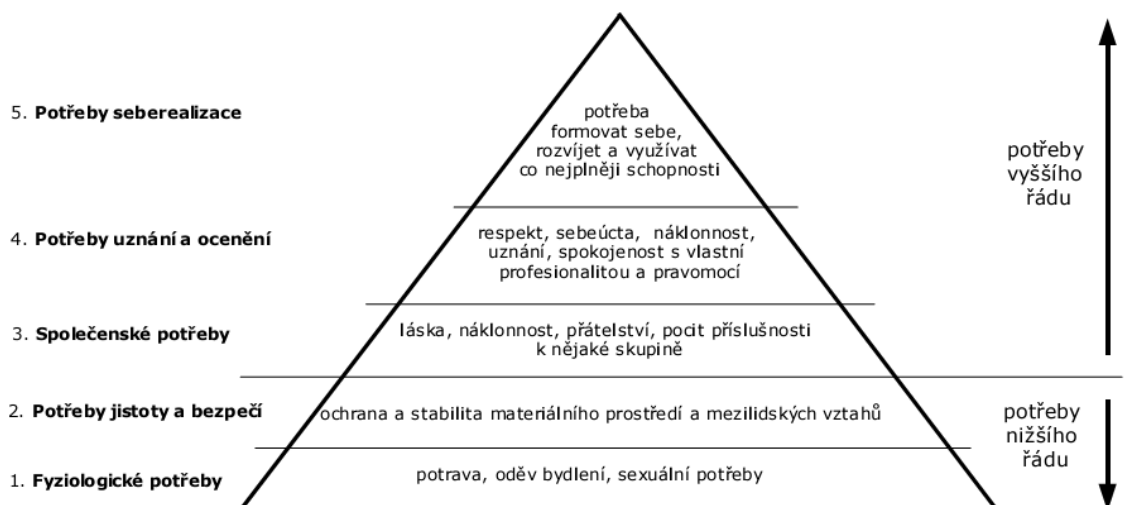 5. Potřeby seberealizace
potřeba
formovat sebe,
rozvíjet a využívat
co nejplněji schopnosti
potřeby
vyššího
řádu
4. Potřeby uznání a ocenění
respekt, sebeúcta, náklonnost,
uznání, spokojenost s vlastní
profesionalitou a pravomocí
3. Společenské potřeby
láska, náklonnost, přátelství, pocit příslušnosti
k nějaké skupině
2. Potřeby jistoty a bezpečí
ochrana a stabilita materiálního prostředí a mezilidských vztahů
potřeby
nižšího
řádu
1. Fyziologické potřeby
potrava, oděv bydlení, sexuální potřeby